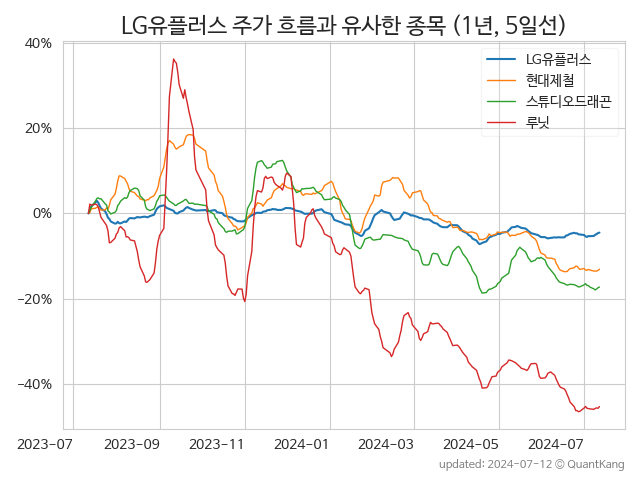 LG유플러스 주가 흐름과 유사한 종목 (1년, 5일선)
40%
20%
0%
−20%
−40%
LG유플러스
현대제철
스튜디오드래곤
루닛
2023-07 2023-09 2023-11 2024-01 2024-03 2024-05 2024-07
updated: 2024-07-12 © QuantKang